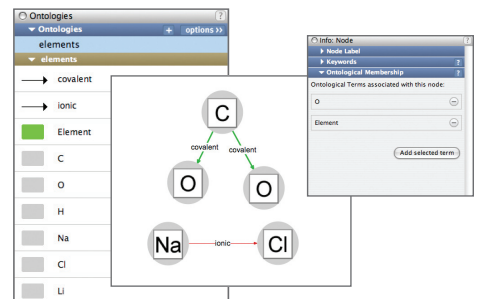 Ontologies ?
Ontologies + options >>
elements
elements
covalent
ionic
Element
C
O
H
Na
Cl
Li
C
covalent covalent
O O
Na ionic Cl
Info: Node ?
Node Label
Keywords ?
Ontological Membership ?
Ontological Terms associated with this node:
O
Element
Add selected term